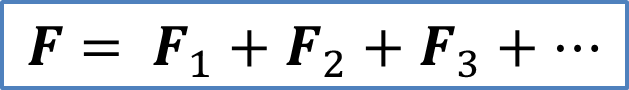 F = F₁ + F₂ + F₃ + ⋯